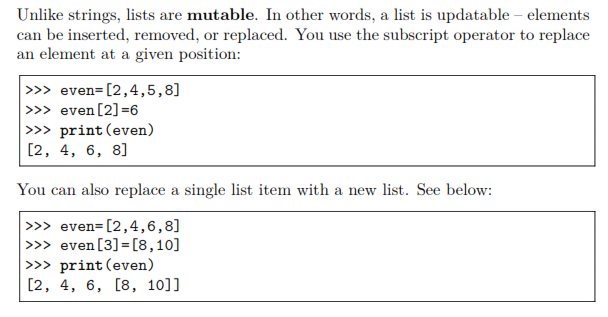 Unlike strings, lists are mutable. In other words, a list is updatable – elements
can be inserted, removed, or replaced. You use the subscript operator to replace
an element at a given position:
>>> even=[2,4,5,8]
>>> even[2]=6
>>> print(even)
[2, 4, 6, 8]
You can also replace a single list item with a new list. See below:
>>> even=[2,4,6,8]
>>> even[3]=[8,10]
>>> print(even)
[2, 4, 6, [8, 10]]